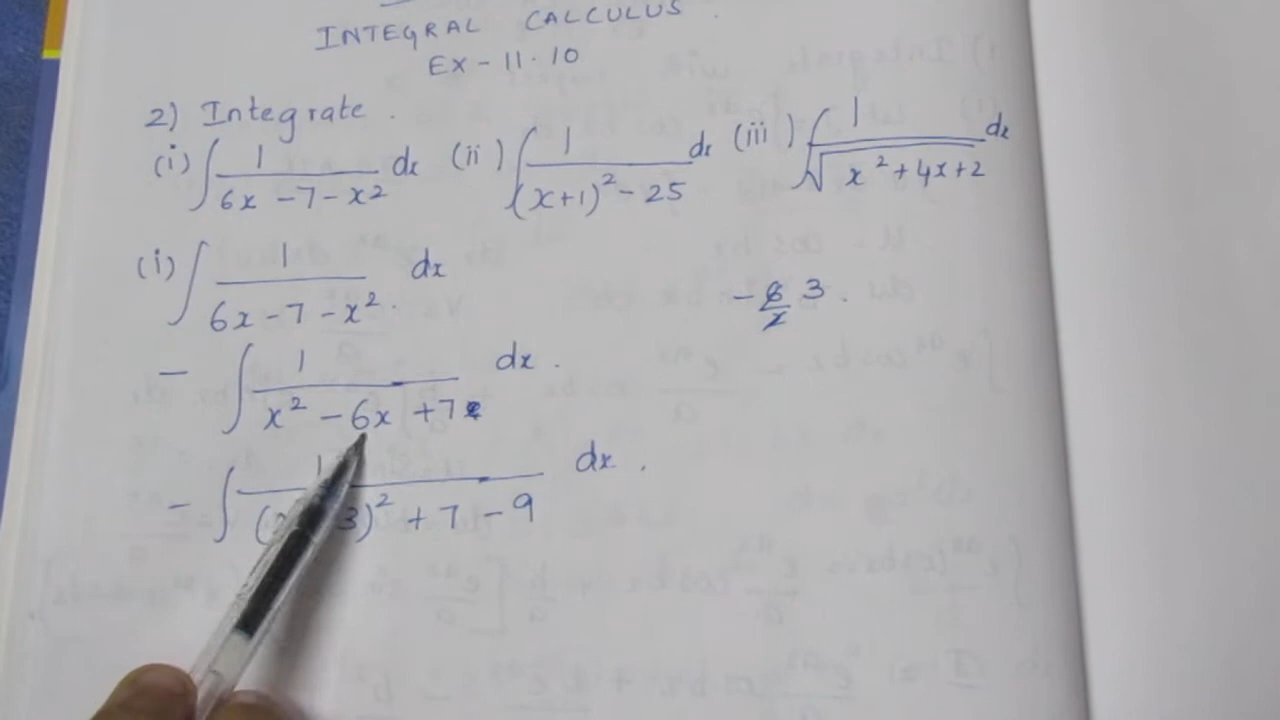 INTEGRAL CALCULUS
EX - 11.10
2) Integrate.
(i) ∫ 1/(6x - 7 - x²) dx (ii) ∫ 1/((x+1)² - 25) dx (iii) ∫ 1/√(x² + 4x + 2) dx
(i) ∫ 1/(6x - 7 - x²) dx
- 6/2 3.
- ∫ 1/(x² - 6x + 7) dx.
- ∫ 1/( 3)² + 7 - 9 dx.